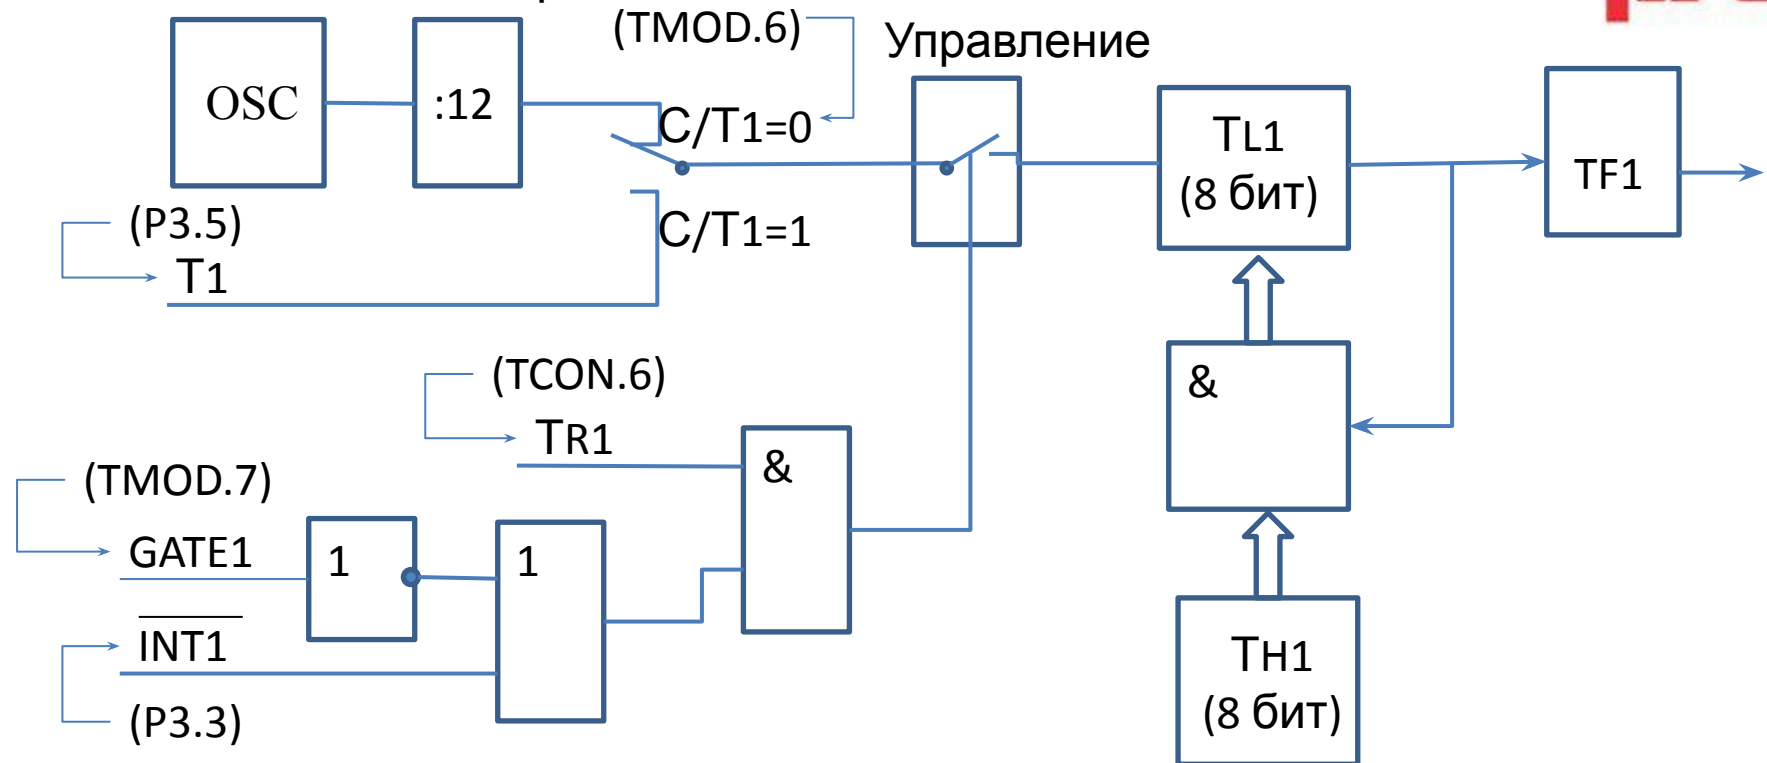 (TMOD.6)
Управление
OSC
:12
C/T1=0
TL1
(8 бит)
TF1
(P3.5)
C/T1=1
T1
(TCON.6)
&
TR1
&
(TMOD.7)
GATE1
1
1
INT1
TH1
(8 бит)
(P3.3)